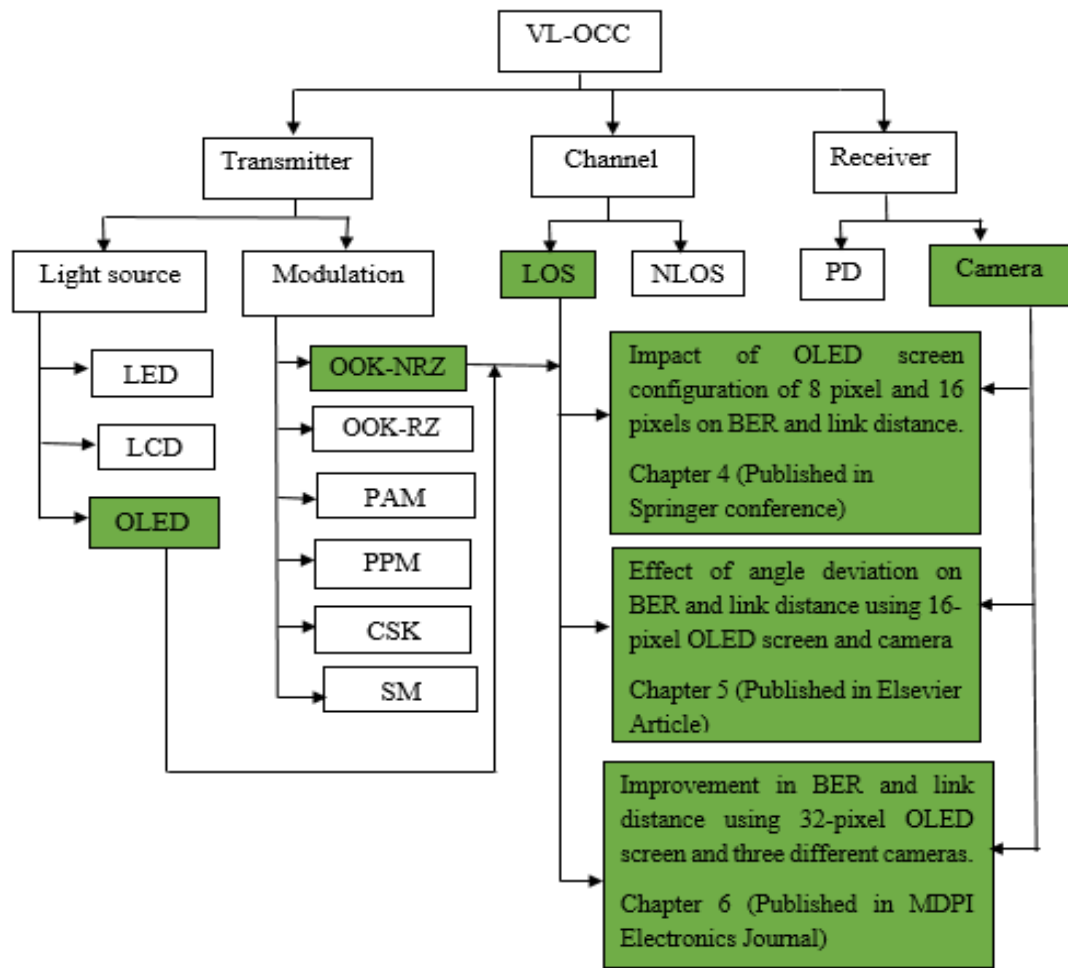 VL-OCC
Transmitter
Channel
Receiver
Light source
Modulation
LOS
NLOS
PD
Camera
LED
LCD
OLED
OOK-NRZ
OOK-RZ
PAM
PPM
CSK
SM
Impact of OLED screen
configuration of 8 pixel and 16
pixels on BER and link distance.
Chapter 4 (Published in
Springer conference)
Effect of angle deviation on
BER and link distance using 16-
pixel OLED screen and camera
Chapter 5 (Published in Elsevier
Article)
Improvement in BER and link
distance using 32-pixel OLED
screen and three different cameras.
Chapter 6 (Published in MDPI
Electronics Journal)